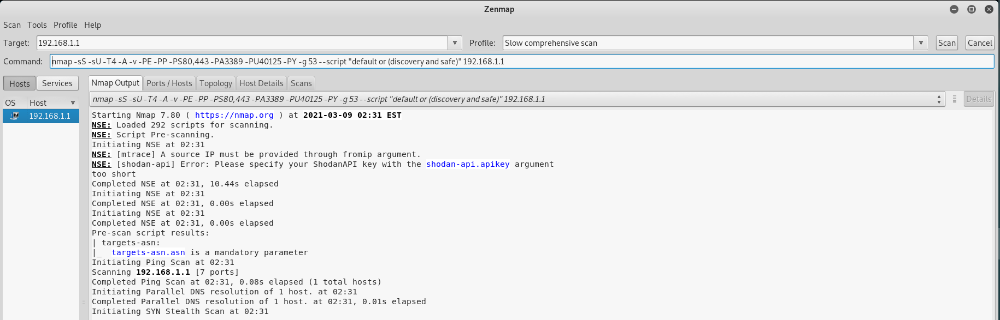 Zenmap
Scan Tools Profile Help
Target: 192.168.1.1 Profile: Slow comprehensive scan Scan Cancel
Command: nmap -sS -sU -T4 -A -v -PE -PP -PS80,443 -PA3389 -PU40125 -PY -g 53 --script "default or (discovery and safe)" 192.168.1.1
Hosts Services Nmap Output Ports / Hosts Topology Host Details Scans
nmap -sS -sU -T4 -A -v -PE -PP -PS80,443 -PA3389 -PU40125 -PY -g 53 --script "default or (discovery and safe)" 192.168.1.1 Details
OS Host
192.168.1.1
Starting Nmap 7.80 ( https://nmap.org ) at 2021-03-09 02:31 EST
NSE: Loaded 292 scripts for scanning.
NSE: Script Pre-scanning.
Initiating NSE at 02:31
NSE: [mtrace] A source IP must be provided through fromip argument.
NSE: [shodan-api] Error: Please specify your ShodanAPI key with the shodan-api.apikey argument
too short
Completed NSE at 02:31, 10.44s elapsed
Initiating NSE at 02:31
Completed NSE at 02:31, 0.00s elapsed
Initiating NSE at 02:31
Completed NSE at 02:31, 0.00s elapsed
Pre-scan script results:
| targets-asn:
|_  targets-asn.asn is a mandatory parameter
Initiating Ping Scan at 02:31
Scanning 192.168.1.1 [7 ports]
Completed Ping Scan at 02:31, 0.08s elapsed (1 total hosts)
Initiating Parallel DNS resolution of 1 host. at 02:31
Completed Parallel DNS resolution of 1 host. at 02:31, 0.01s elapsed
Initiating SYN Stealth Scan at 02:31